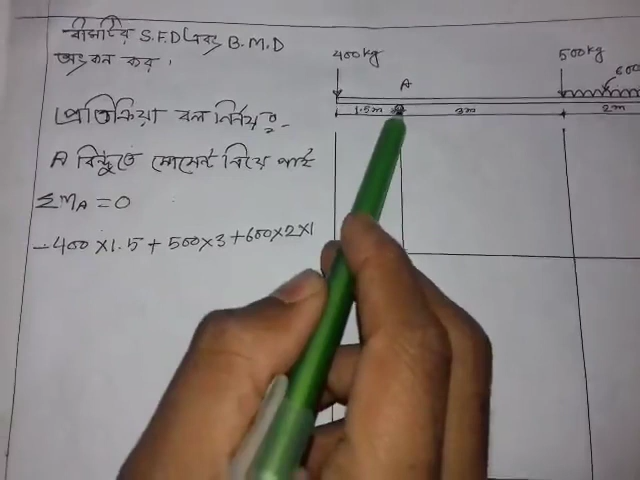 বীমটির S.F.D এবং B.M.D
অংকন কর।
400kg
500kg
600
A
1.5m
3m
2m
প্রতিক্রিয়া বল নির্ণয়ঃ-
A বিন্দুতে মোমেন্ট নিয়ে পাই
ΣMA = 0
-400×1.5+500×3+600×2×1